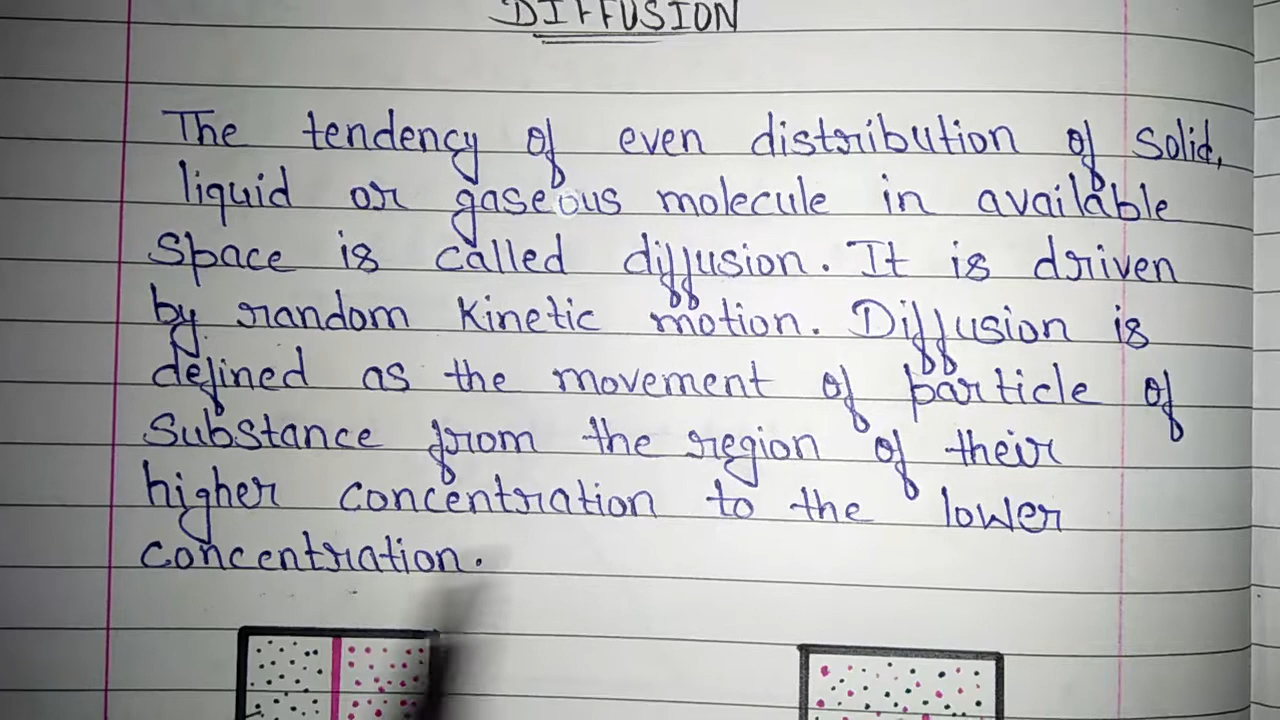 DIFFUSION
The tendency of even distribution of solid,
liquid or gaseous molecule in available
space is called diffusion. It is driven
by random kinetic motion. Diffusion is
defined as the movement of particle of
substance from the region of their
higher concentration to the lower
concentration.